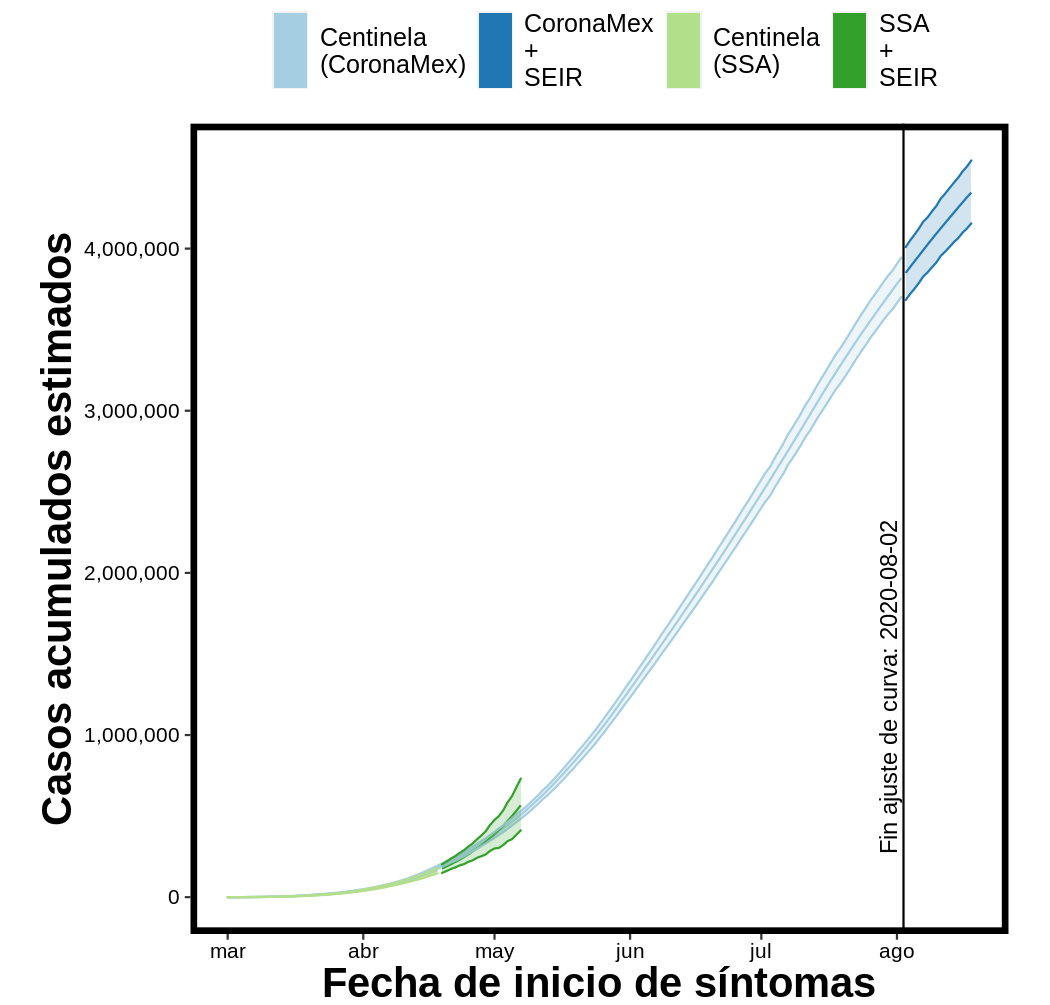 Centinela
(CoronaMex)
CoronaMex
+
SEIR
Centinela
(SSA)
SSA
+
SEIR
Casos acumulados estimados
4,000,000
3,000,000
2,000,000
1,000,000
0
Fin ajuste de curva: 2020-08-02
mar
abr
may
jun
jul
ago
Fecha de inicio de síntomas